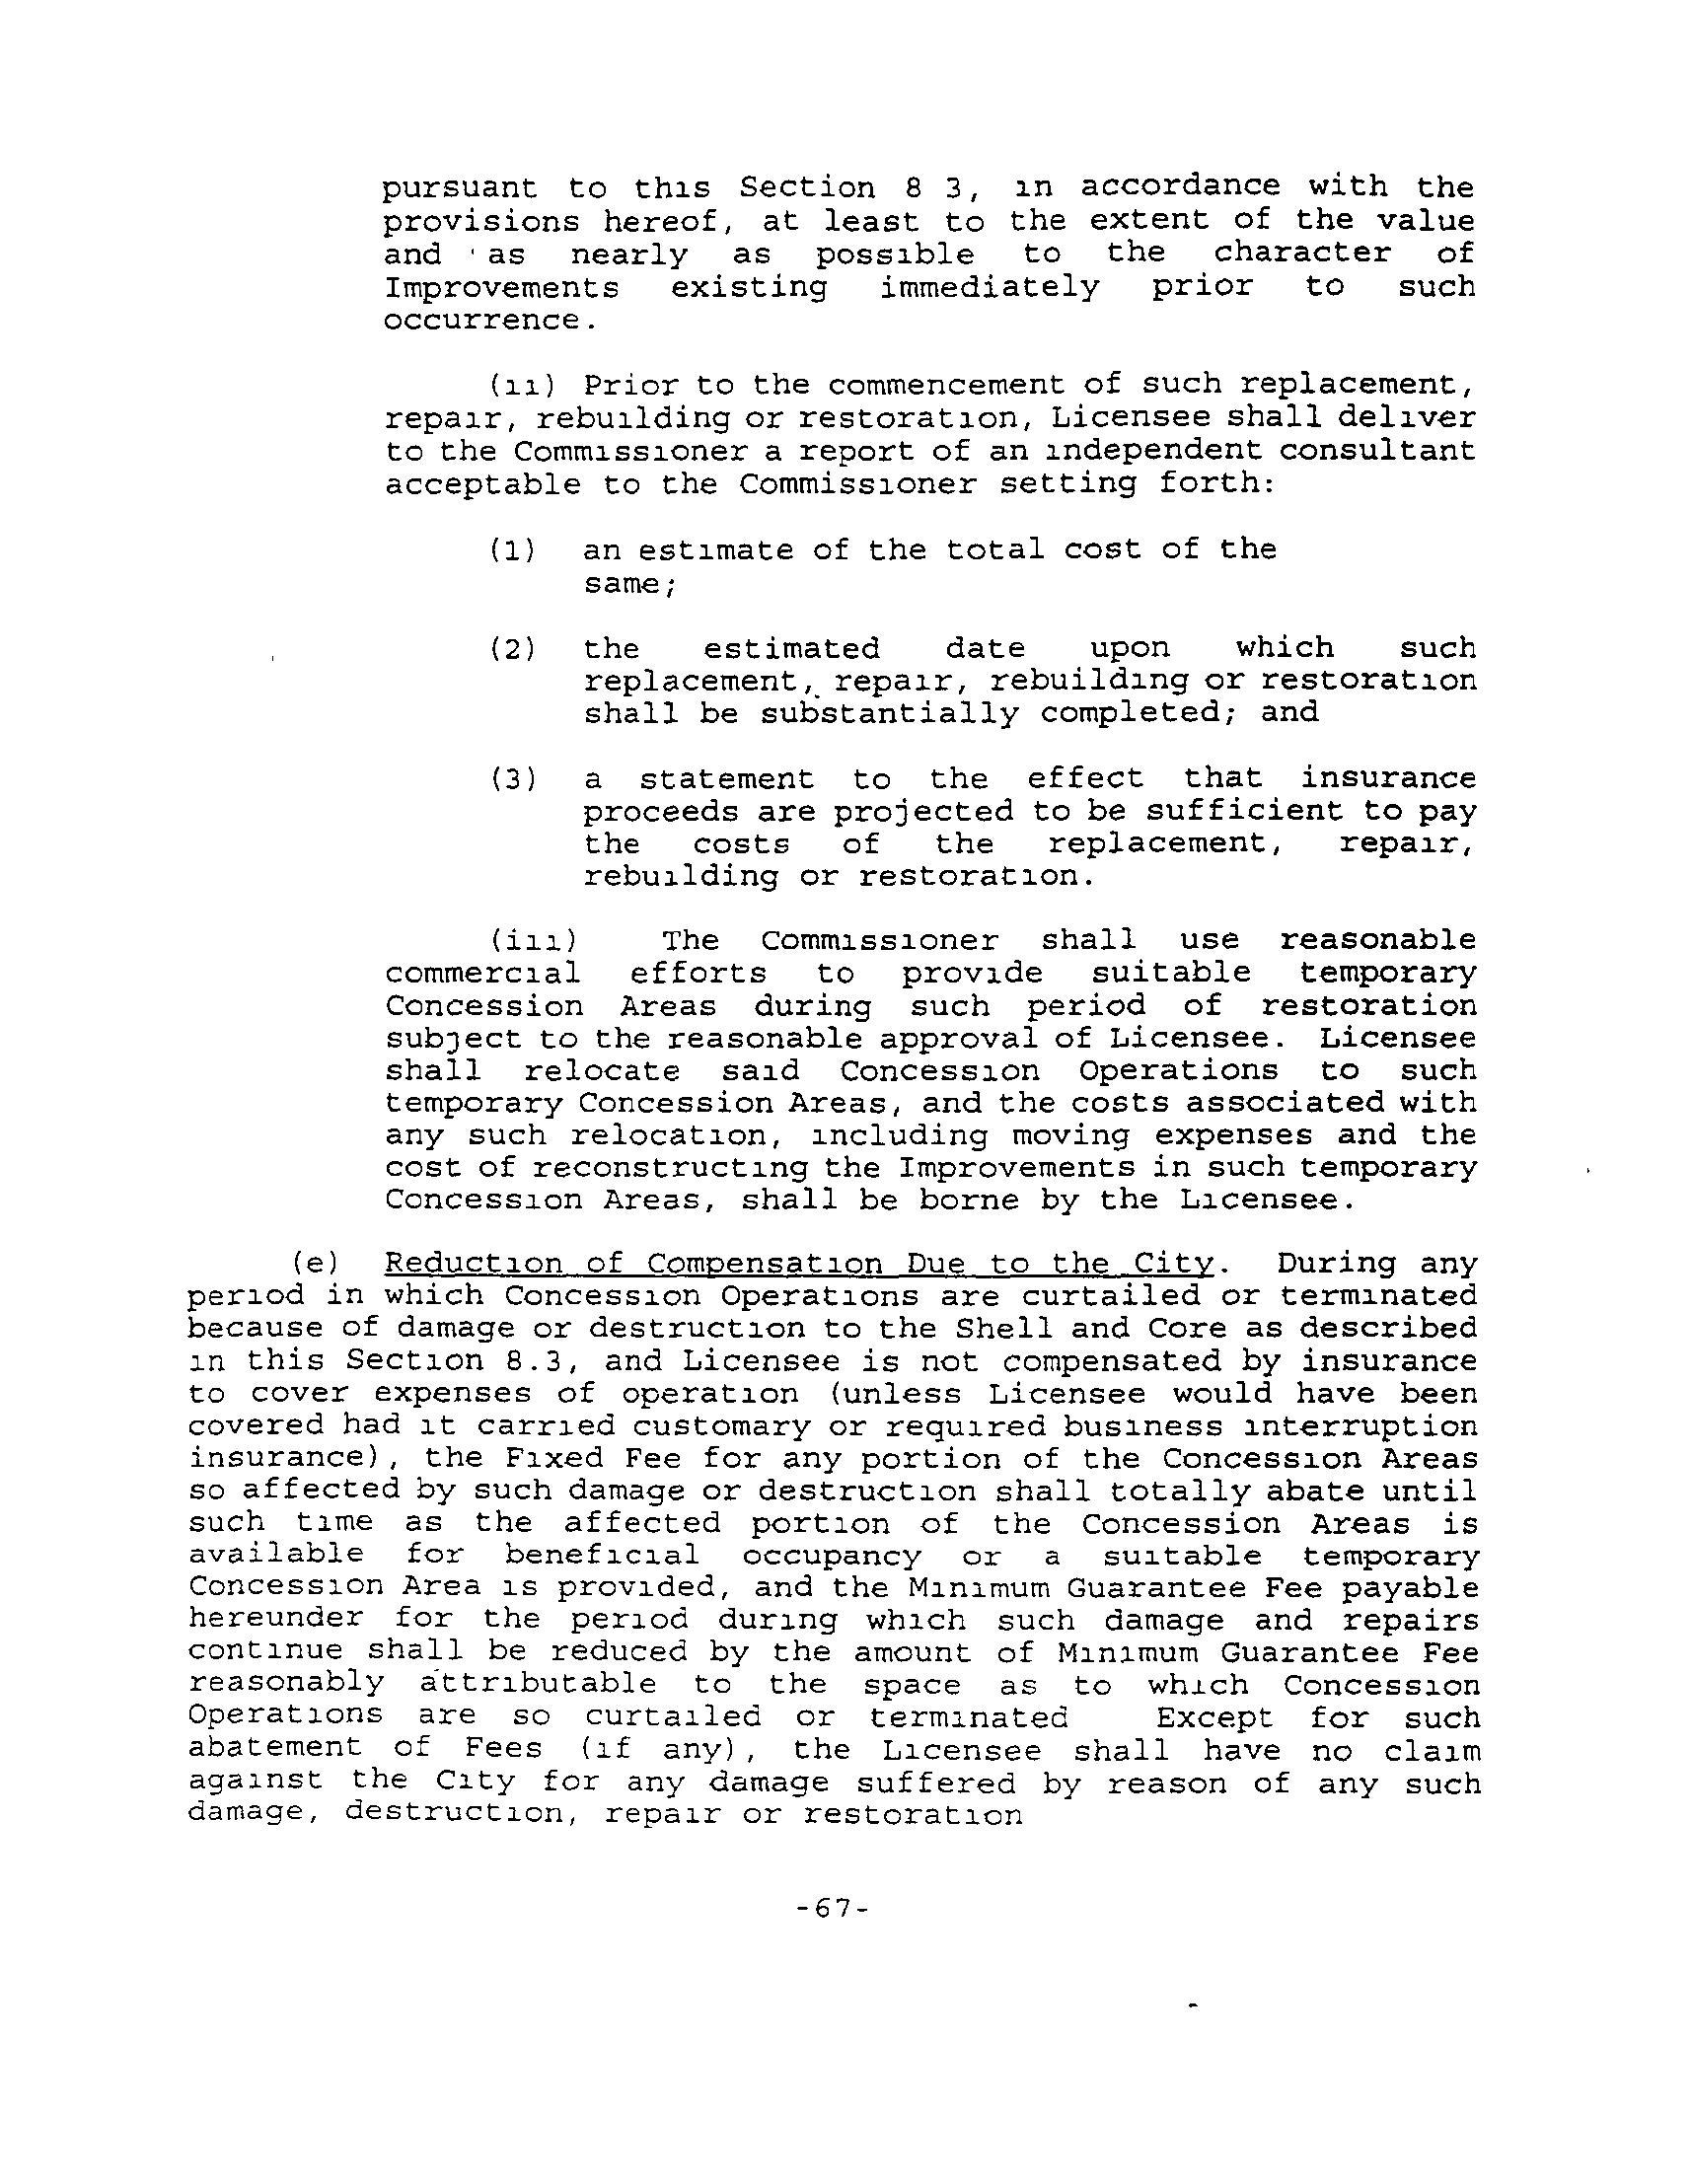 pursuant to this Section 8 3, in accordance with the
provisions hereof, at least to the extent of the value
and as nearly as possible to the character of
Improvements existing immediately prior to such
occurrence.
(ii) Prior to the commencement of such replacement,
repair, rebuilding or restoration, Licensee shall deliver
to the Commissioner a report of an independent consultant
acceptable to the Commissioner setting forth:
(1) an estimate of the total cost of the
same;
(2) the estimated date upon which such
replacement, repair, rebuilding or restoration
shall be substantially completed; and
(3) a statement to the effect that insurance
proceeds are projected to be sufficient to pay
the costs of the replacement, repair,
rebuilding or restoration.
(iii) The Commissioner shall use reasonable
commercial efforts to provide suitable temporary
Concession Areas during such period of restoration
subject to the reasonable approval of Licensee. Licensee
shall relocate said Concession Operations to such
temporary Concession Areas, and the costs associated with
any such relocation, including moving expenses and the
cost of reconstructing the Improvements in such temporary
Concession Areas, shall be borne by the Licensee.
(e) Reduction of Compensation Due to the City. During any
period in which Concession Operations are curtailed or terminated
because of damage or destruction to the Shell and Core as described
in this Section 8.3, and Licensee is not compensated by insurance
to cover expenses of operation (unless Licensee would have been
covered had it carried customary or required business interruption
insurance), the Fixed Fee for any portion of the Concession Areas
so affected by such damage or destruction shall totally abate until
such time as the affected portion of the Concession Areas is
available for beneficial occupancy or a suitable temporary
Concession Area is provided, and the Minimum Guarantee Fee payable
hereunder for the period during which such damage and repairs
continue shall be reduced by the amount of Minimum Guarantee Fee
reasonably attributable to the space as to which Concession
Operations are so curtailed or terminated Except for such
abatement of Fees (if any), the Licensee shall have no claim
against the City for any damage suffered by reason of any such
damage, destruction, repair or restoration
-67-